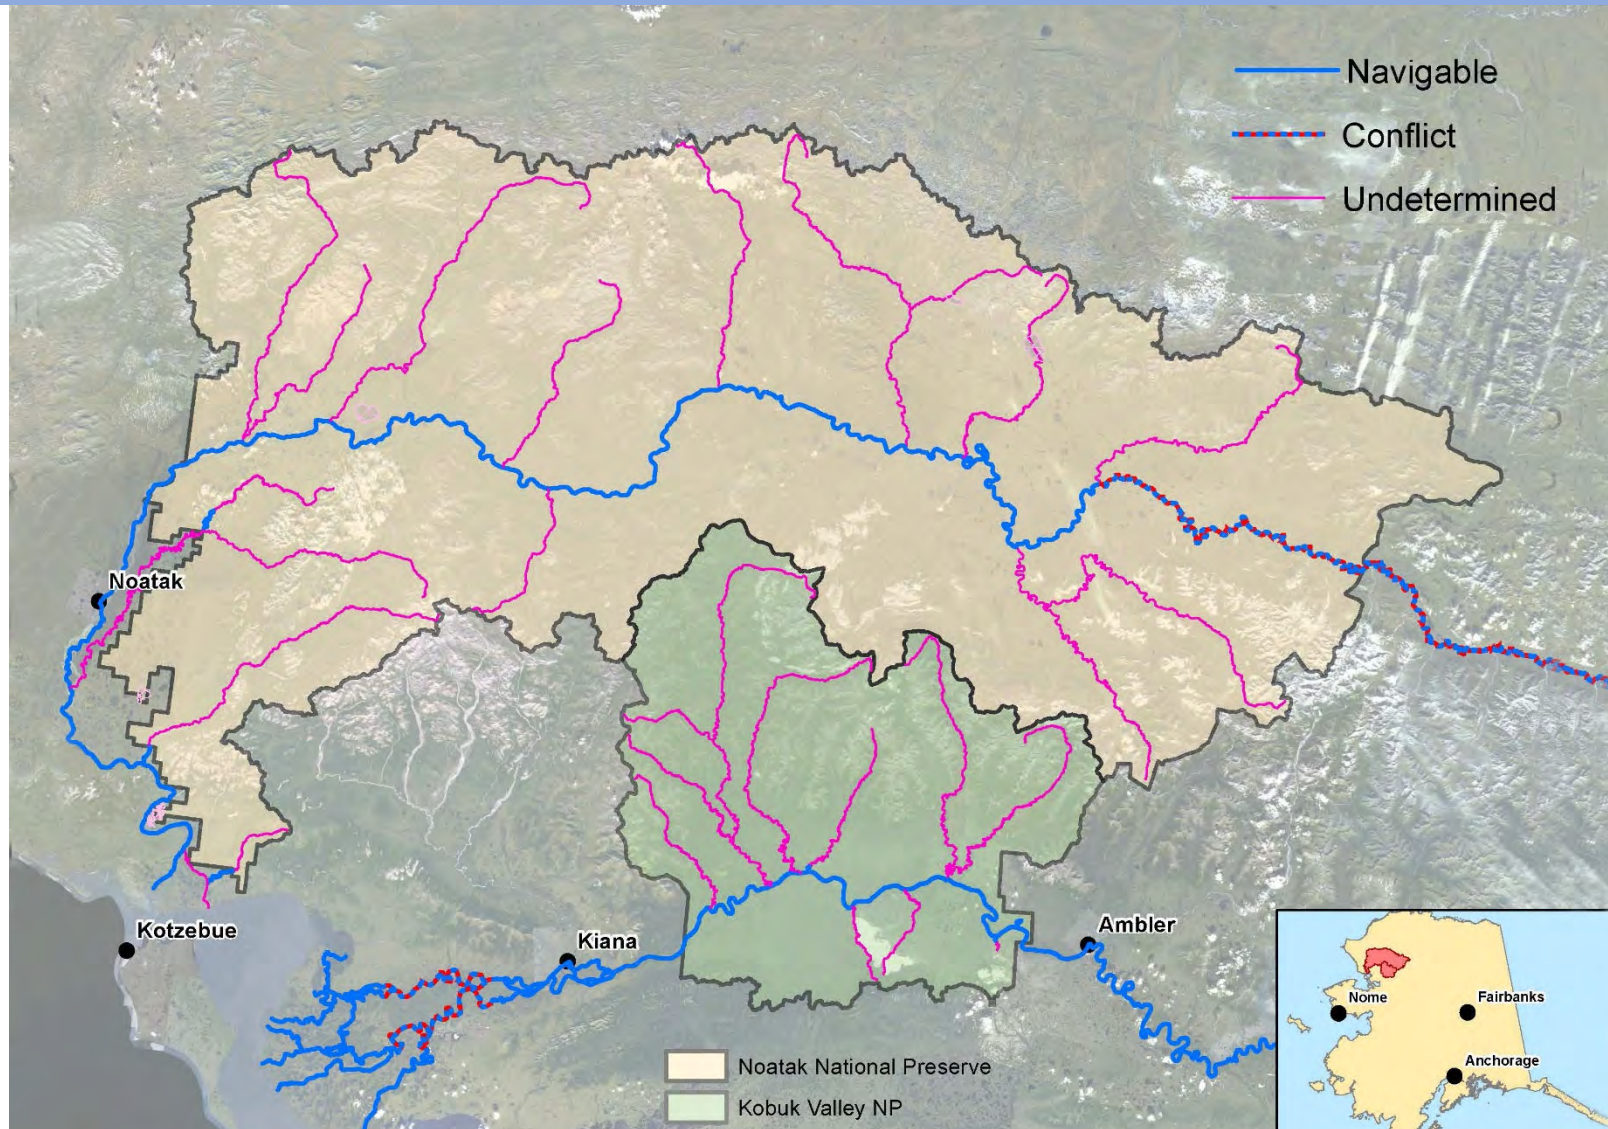 Navigable
Conflict
Undetermined
Noatak
Kotzebue
Kiana
Ambler
Noatak National Preserve
Kobuk Valley NP
Nome
Fairbanks
Anchorage